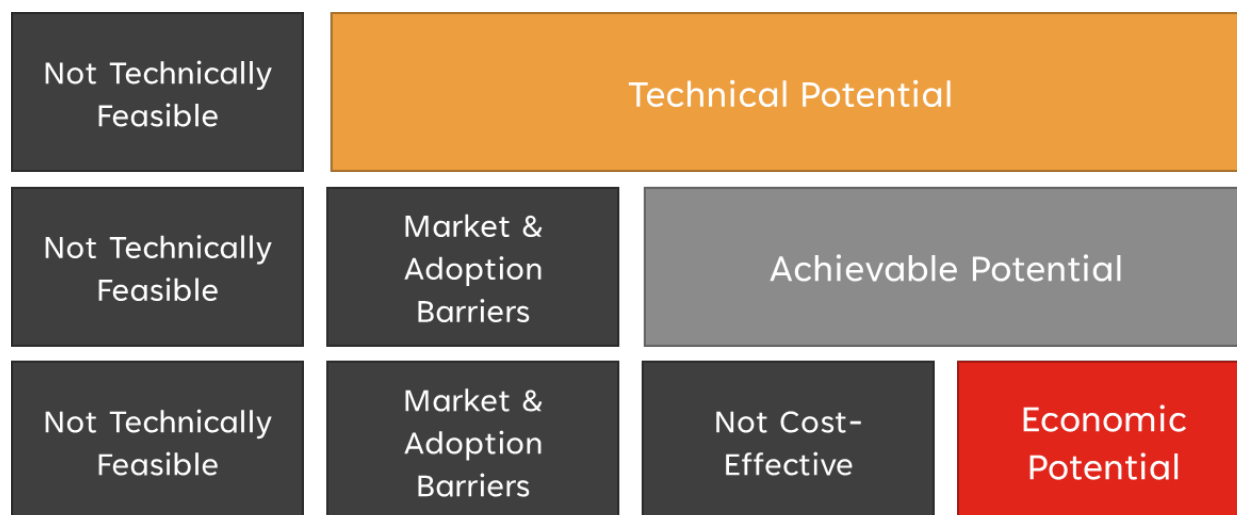 Not Technically
Feasible
Technical Potential
Not Technically
Feasible
Market &
Adoption
Barriers
Achievable Potential
Not Technically
Feasible
Market &
Adoption
Barriers
Not Cost-
Effective
Economic
Potential